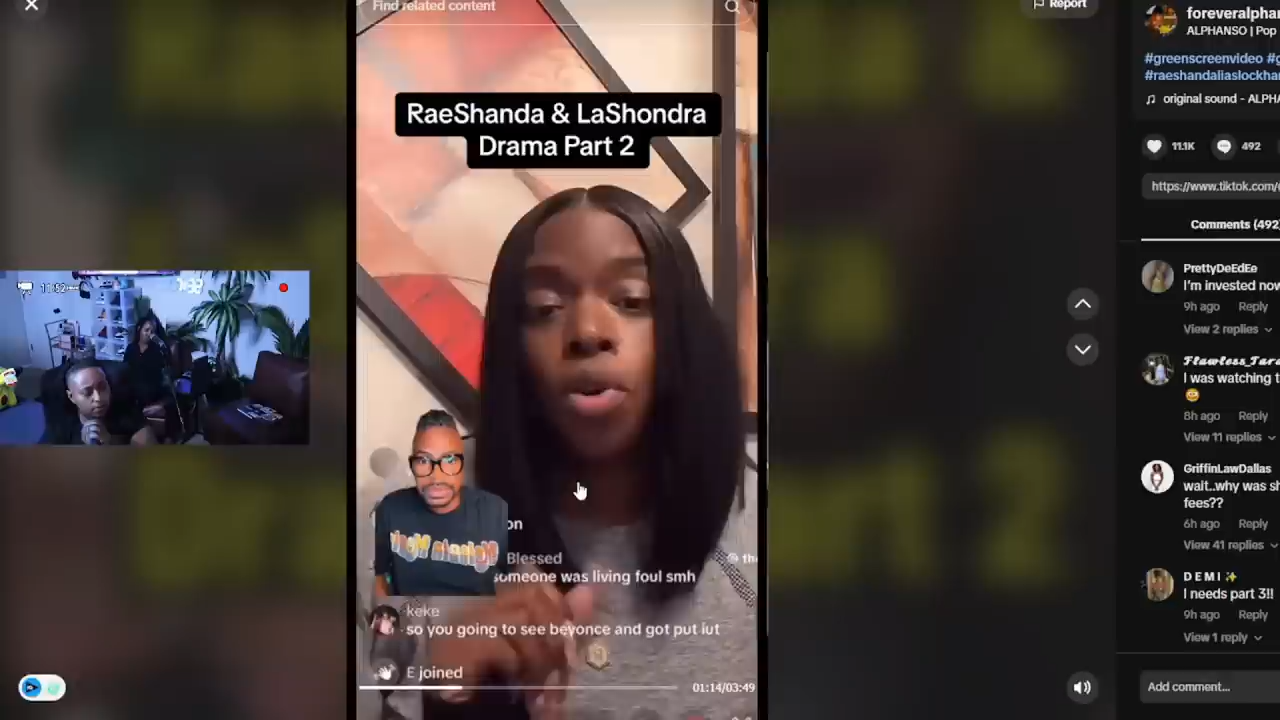 Find related content
Report
RaeShanda & LaShondra
Drama Part 2
on
Blessed
someone was living foul smh
keke
so you going to see beyonce and got put iut
E joined
01:14/03:49
foreveralphan
ALPHANSO | Pop
#greenscreenvideo #g
#raeshandaliaslockhar
original sound - ALPHA
11.1K
492
https://www.tiktok.com/
Comments (492
PrettyDeEdEe
I'm invested now
9h ago Reply
View 2 replies
I was watching t
8h ago Reply
View 11 replies
GriffinLawDallas
wait..why was sh
fees??
6h ago Reply
View 41 replies
D E M I
I needs part 3!!
9h ago Reply
View 1 reply
Add comment...